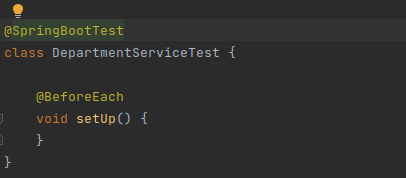 @SpringBootTest
class DepartmentServiceTest {
@BeforeEach
void setUp() {
}
}